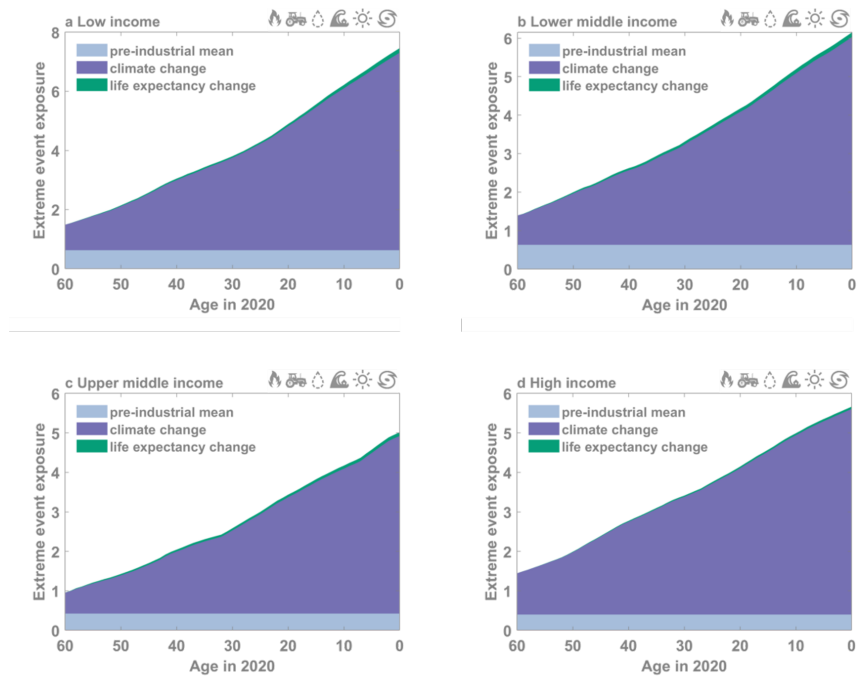 a Low income
pre-industrial mean
climate change
life expectancy change
Extreme event exposure
8
6
4
2
0
60 50 40 30 20 10 0
Age in 2020
b Lower middle income
pre-industrial mean
climate change
life expectancy change
Extreme event exposure
6
5
4
3
2
1
0
60 50 40 30 20 10 0
Age in 2020
c Upper middle income
pre-industrial mean
climate change
life expectancy change
Extreme event exposure
6
5
4
3
2
1
0
60 50 40 30 20 10 0
Age in 2020
d High income
pre-industrial mean
climate change
life expectancy change
Extreme event exposure
6
5
4
3
2
1
0
60 50 40 30 20 10 0
Age in 2020